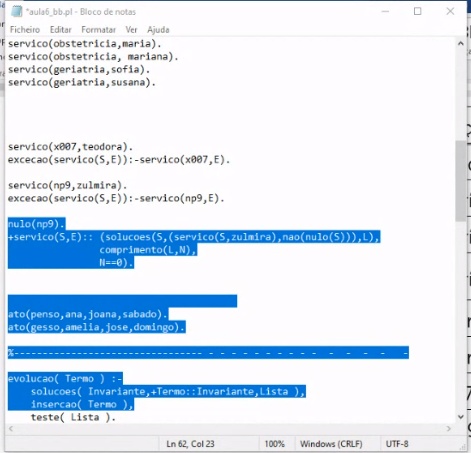 *aula6_bb.pl - Bloco de notas
Ficheiro Editar Formatar Ver Ajuda
servico(obstetricia,maria).
servico(obstetricia, mariana).
servico(geriatria,sofia).
servico(geriatria,susana).
servico(x007,teodora).
excecao(servico(S,E)):-servico(x007,E).
servico(np9,zulmira).
excecao(servico(S,E)):-servico(np9,E).
nulo(np9).
+servico(S,E):: (solucoes(S,(servico(S,zulmira),nao(nulo(S))),L),
comprimento(L,N),
N==0).
ato(penso,ana,joana,sabado).
ato(gesso,amelia,jose,domingo).
%-------------------------------- - - - - - - - - - - - - - - -
evolucao( Termo ) :-
solucoes( Invariante,+Termo::Invariante,Lista ),
insercao( Termo ),
teste( Lista ).
Ln 62, Col 23 100% Windows (CRLF) UTF-8